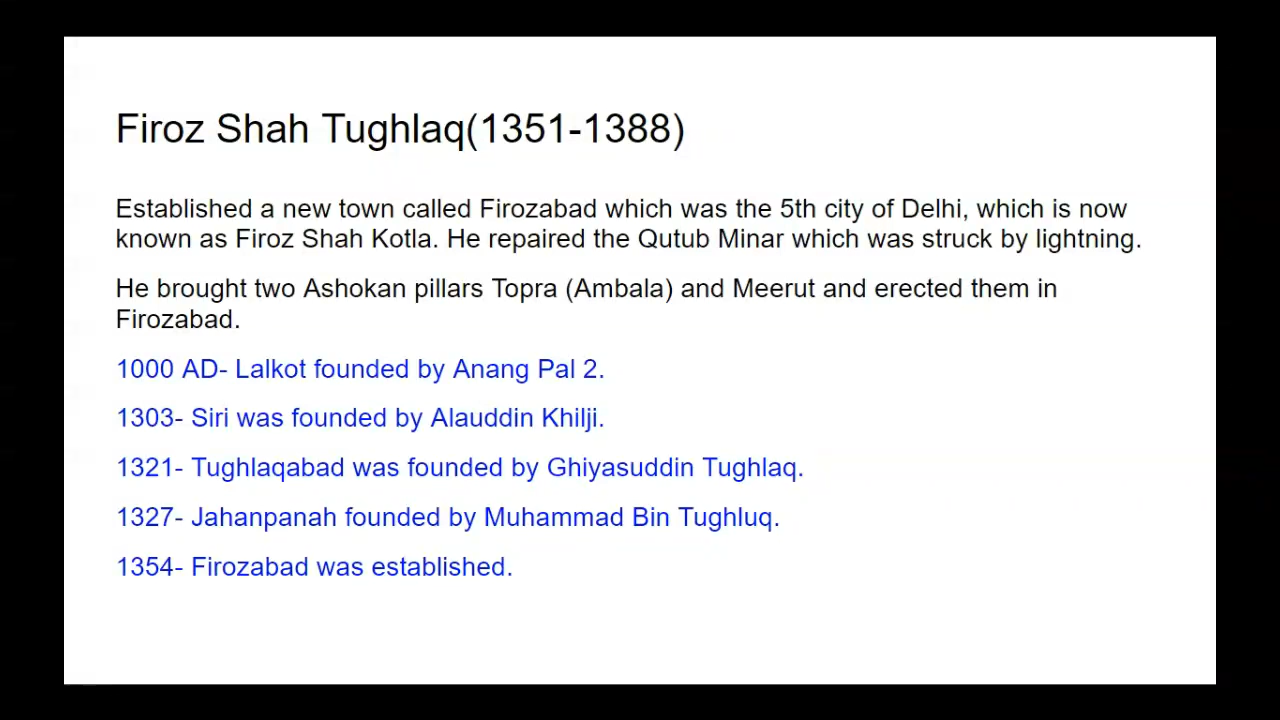 Firoz Shah Tughlaq(1351-1388)
Established a new town called Firozabad which was the 5th city of Delhi, which is now
known as Firoz Shah Kotla. He repaired the Qutub Minar which was struck by lightning.
He brought two Ashokan pillars Topra (Ambala) and Meerut and erected them in
Firozabad.
1000 AD- Lalkot founded by Anang Pal 2.
1303- Siri was founded by Alauddin Khilji.
1321- Tughlaqabad was founded by Ghiyasuddin Tughlaq.
1327- Jahanpanah founded by Muhammad Bin Tughluq.
1354- Firozabad was established.